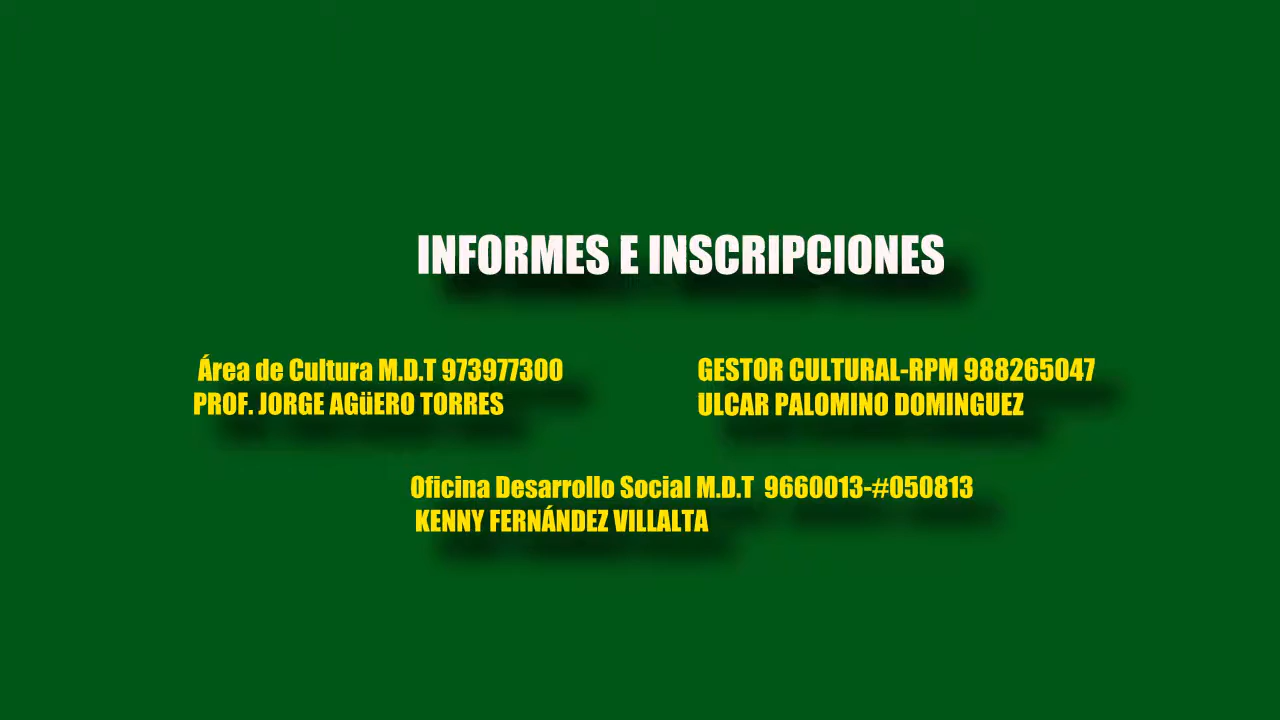 INFORMES E INSCRIPCIONES
Área de Cultura M.D.T 973977300
PROF. JORGE AGüERO TORRES
GESTOR CULTURAL-RPM 988265047
ULCAR PALOMINO DOMINGUEZ
Oficina Desarrollo Social M.D.T  9660013-#050813
KENNY FERNÁNDEZ VILLALTA